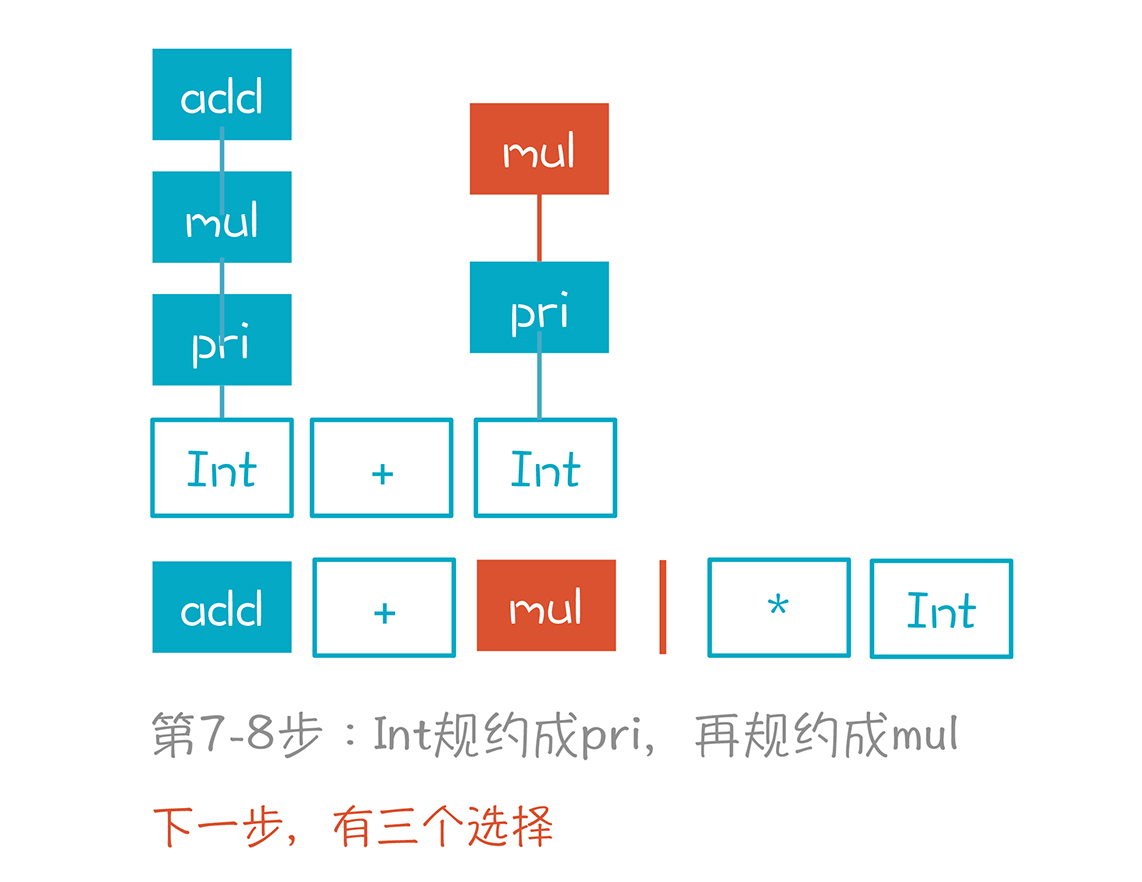 add
mul
mul
pri
pri
Int + Int
add + mul * Int
第7-8步：Int规约成pri，再规约成mul
下一步，有三个选择